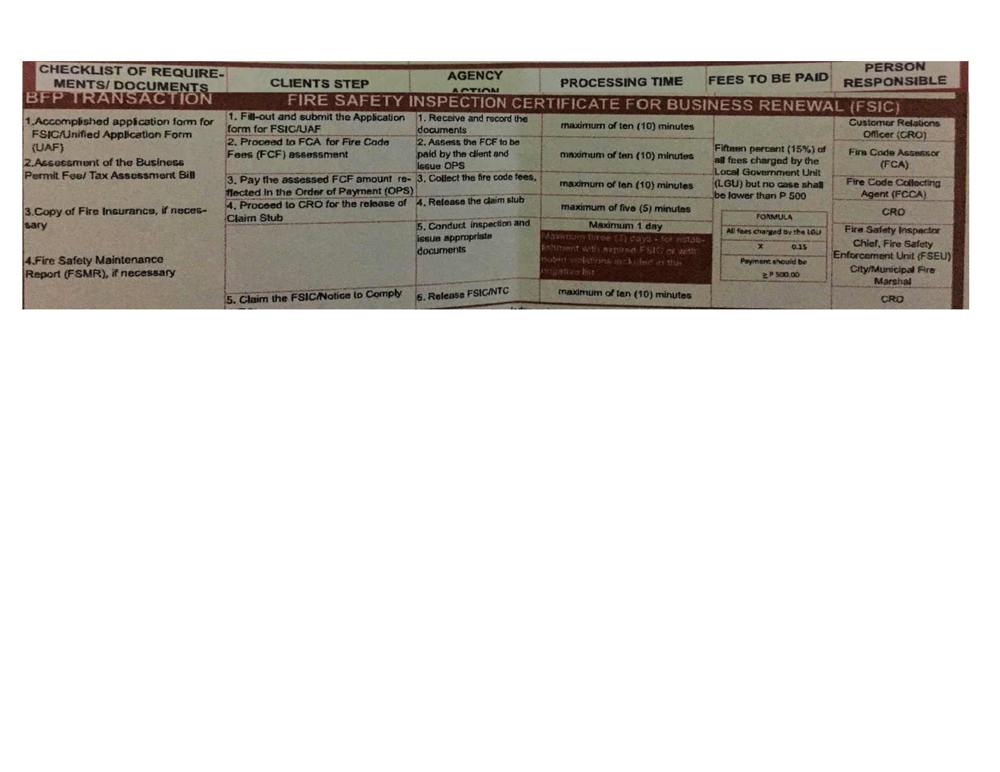 CHECKLIST OF REQUIRE-
MENTS/ DOCUMENTS
CLIENTS STEP
AGENCY
ACTION
PROCESSING TIME
FEES TO BE PAID
PERSON
RESPONSIBLE
BFP TRANSACTION
FIRE SAFETY INSPECTION CERTIFICATE FOR BUSINESS RENEWAL (FSIC)
1.Accomplished application form for
FSIC/Unified Application Form
(UAF)
2.Assessment of the Business
Permit Fee/ Tax Assessment Bill
3.Copy of Fire Insurance, if neces-
sary
4.Fire Safety Maintenance
Report (FSMR), if necessary
1. Fill-out and submit the Application
form for FSIC/UAF
2. Proceed to FCA for Fire Code
Fees (FCF) assessment
3. Pay the assessed FCF amount re-
flected in the Order of Payment (OPS)
4. Proceed to CRO for the release of
Claim Stub
5. Claim the FSIC/Notice to Comply
1. Receive and record the
documents
2. Assess the FCF to be
paid by the client and
issue OPS
3. Collect the fire code fees.
4. Release the claim stub
5. Conduct inspection and
issue appropriate
documents
6. Release FSIC/NTC
maximum of ten (10) minutes
maximum of ten (10) minutes
maximum of ten (10) minutes
maximum of five (5) minutes
Maximum 1 day
Maximum three (3) days - for estab-
lishment with expired FSIC or with
noted violations included in the
negative list
maximum of ten (10) minutes
Fifteen percent (15%) of
all fees charged by the
Local Government Unit
(LGU) but no case shall
be lower than P 500
FORMULA
All fees charged by the LGU
X 0.15
Payment should be
≥ P 500.00
Customer Relations
Officer (CRO)
Fire Code Assessor
(FCA)
Fire Code Collecting
Agent (FCCA)
CRO
Fire Safety Inspector
Chief, Fire Safety
Enforcement Unit (FSEU)
City/Municipal Fire
Marshal
CRO